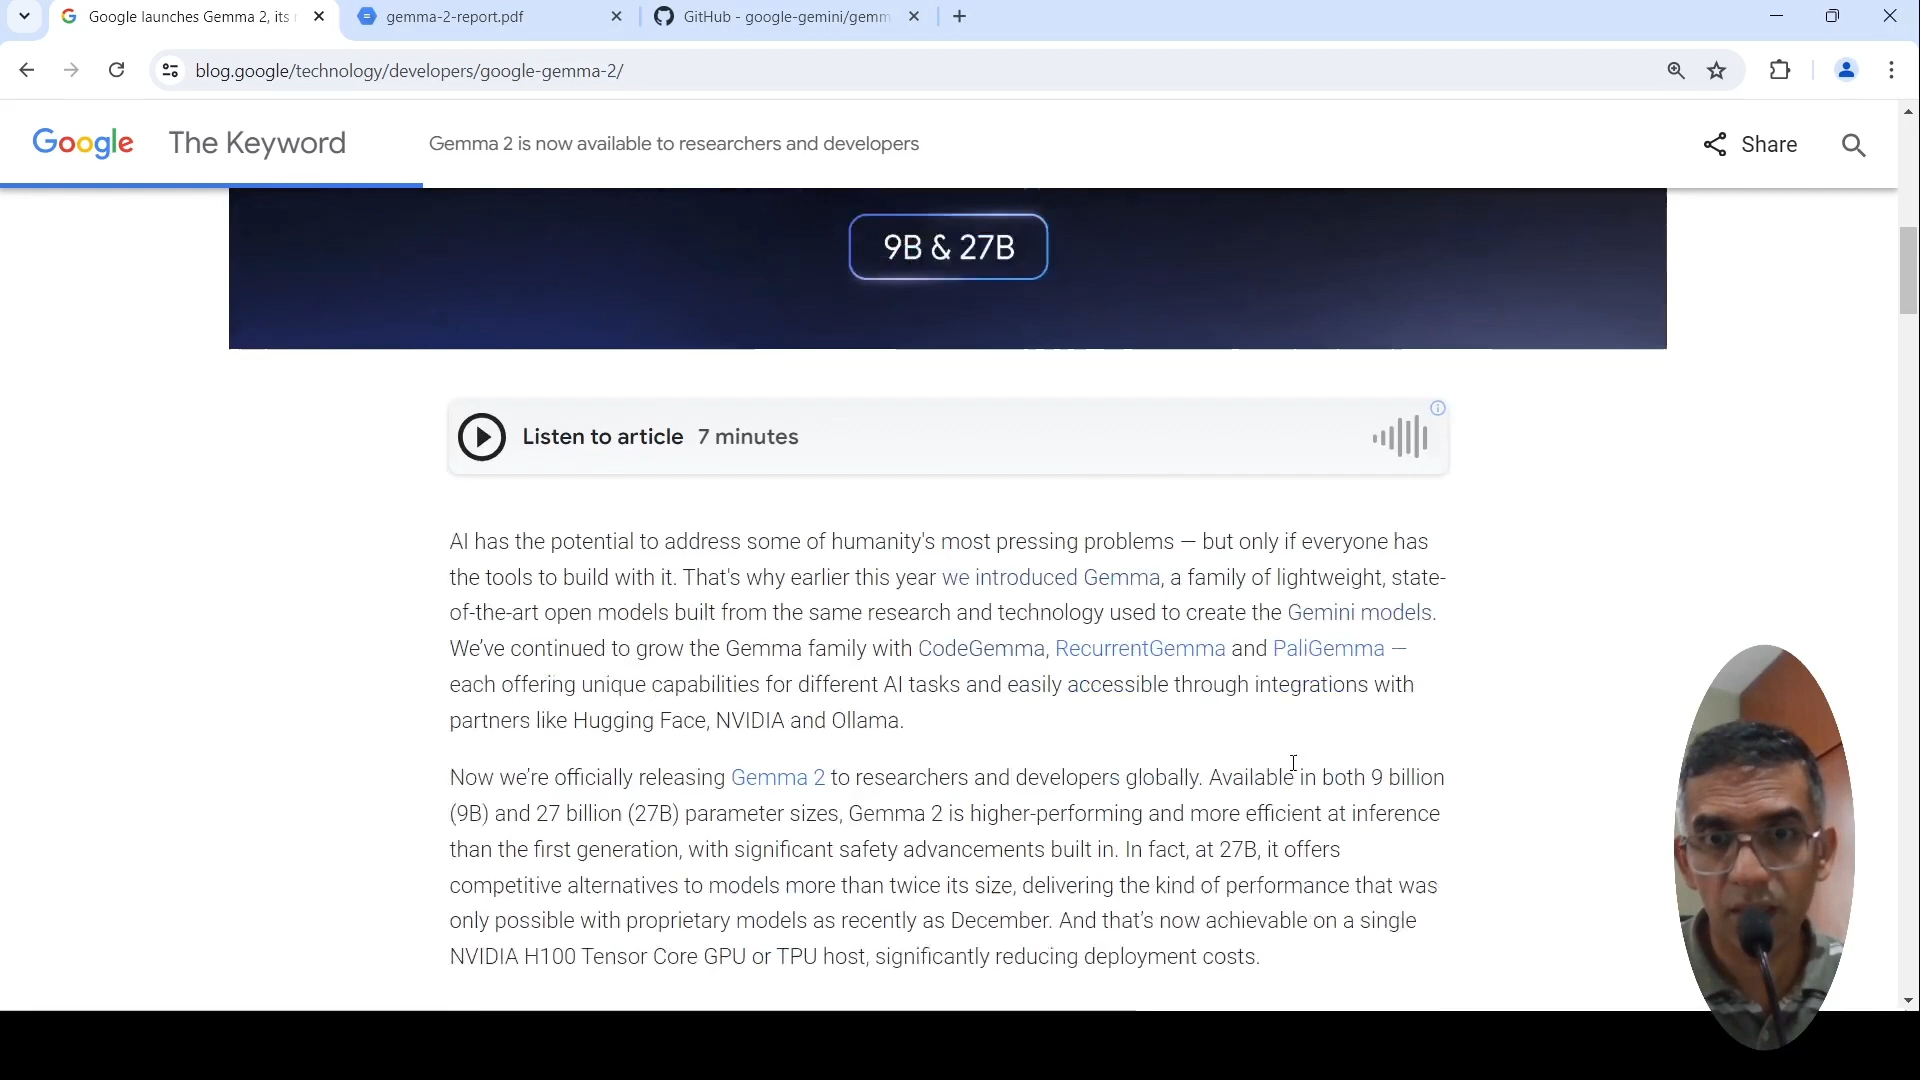 Google launches Gemma 2, its
gemma-2-report.pdf
GitHub - google-gemini/gemm
blog.google/technology/developers/google-gemma-2/
Google The Keyword
Gemma 2 is now available to researchers and developers
Share
9B & 27B
Listen to article 7 minutes
AI has the potential to address some of humanity's most pressing problems — but only if everyone has
the tools to build with it. That's why earlier this year we introduced Gemma, a family of lightweight, state-
of-the-art open models built from the same research and technology used to create the Gemini models.
We’ve continued to grow the Gemma family with CodeGemma, RecurrentGemma and PaliGemma —
each offering unique capabilities for different AI tasks and easily accessible through integrations with
partners like Hugging Face, NVIDIA and Ollama.
Now we’re officially releasing Gemma 2 to researchers and developers globally. Available in both 9 billion
(9B) and 27 billion (27B) parameter sizes, Gemma 2 is higher-performing and more efficient at inference
than the first generation, with significant safety advancements built in. In fact, at 27B, it offers
competitive alternatives to models more than twice its size, delivering the kind of performance that was
only possible with proprietary models as recently as December. And that’s now achievable on a single
NVIDIA H100 Tensor Core GPU or TPU host, significantly reducing deployment costs.